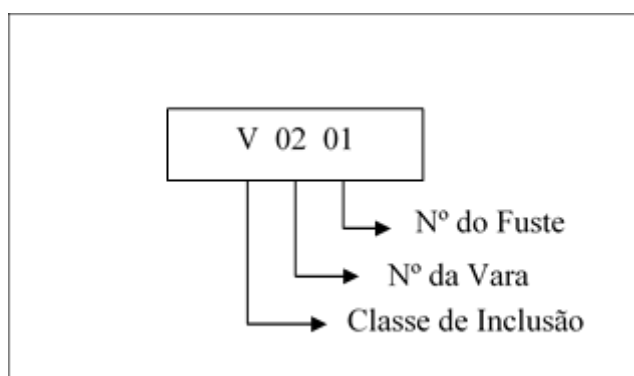 V 02 01
Nº do Fuste
Nº da Vara
Classe de Inclusão